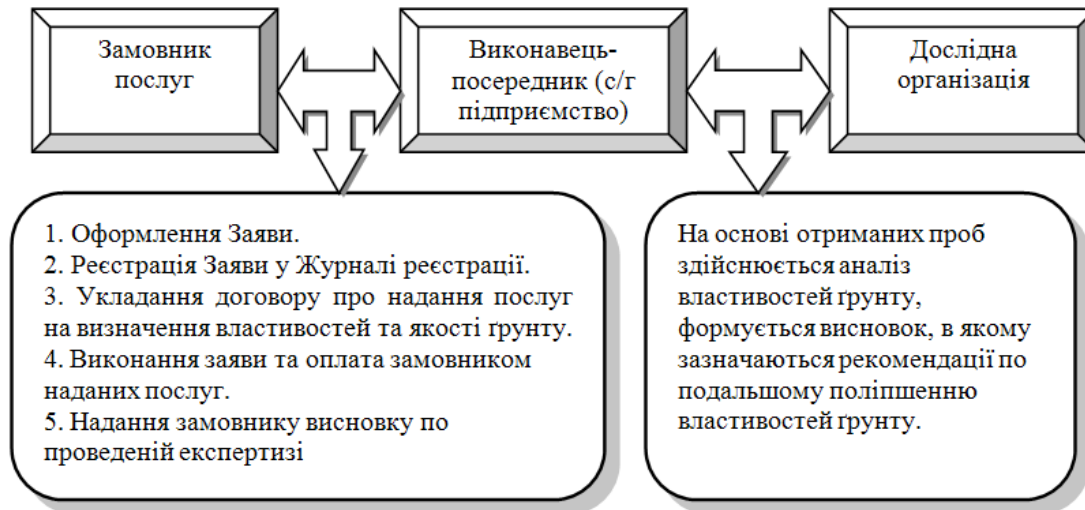 Замовник
послуг
Виконавець-
посередник (с/г
підприємство)
Дослідна
організація
1. Оформлення Заяви.
2. Реєстрація Заяви у Журналі реєстрації.
3. Укладання договору про надання послуг
на визначення властивостей та якості ґрунту.
4. Виконання заяви та оплата замовником
наданих послуг.
5. Надання замовнику висновку по
проведеній експертизі
На основі отриманих проб
здійснюється аналіз
властивостей ґрунту,
формується висновок, в якому
зазначаються рекомендації по
подальшому поліпшенню
властивостей ґрунту.